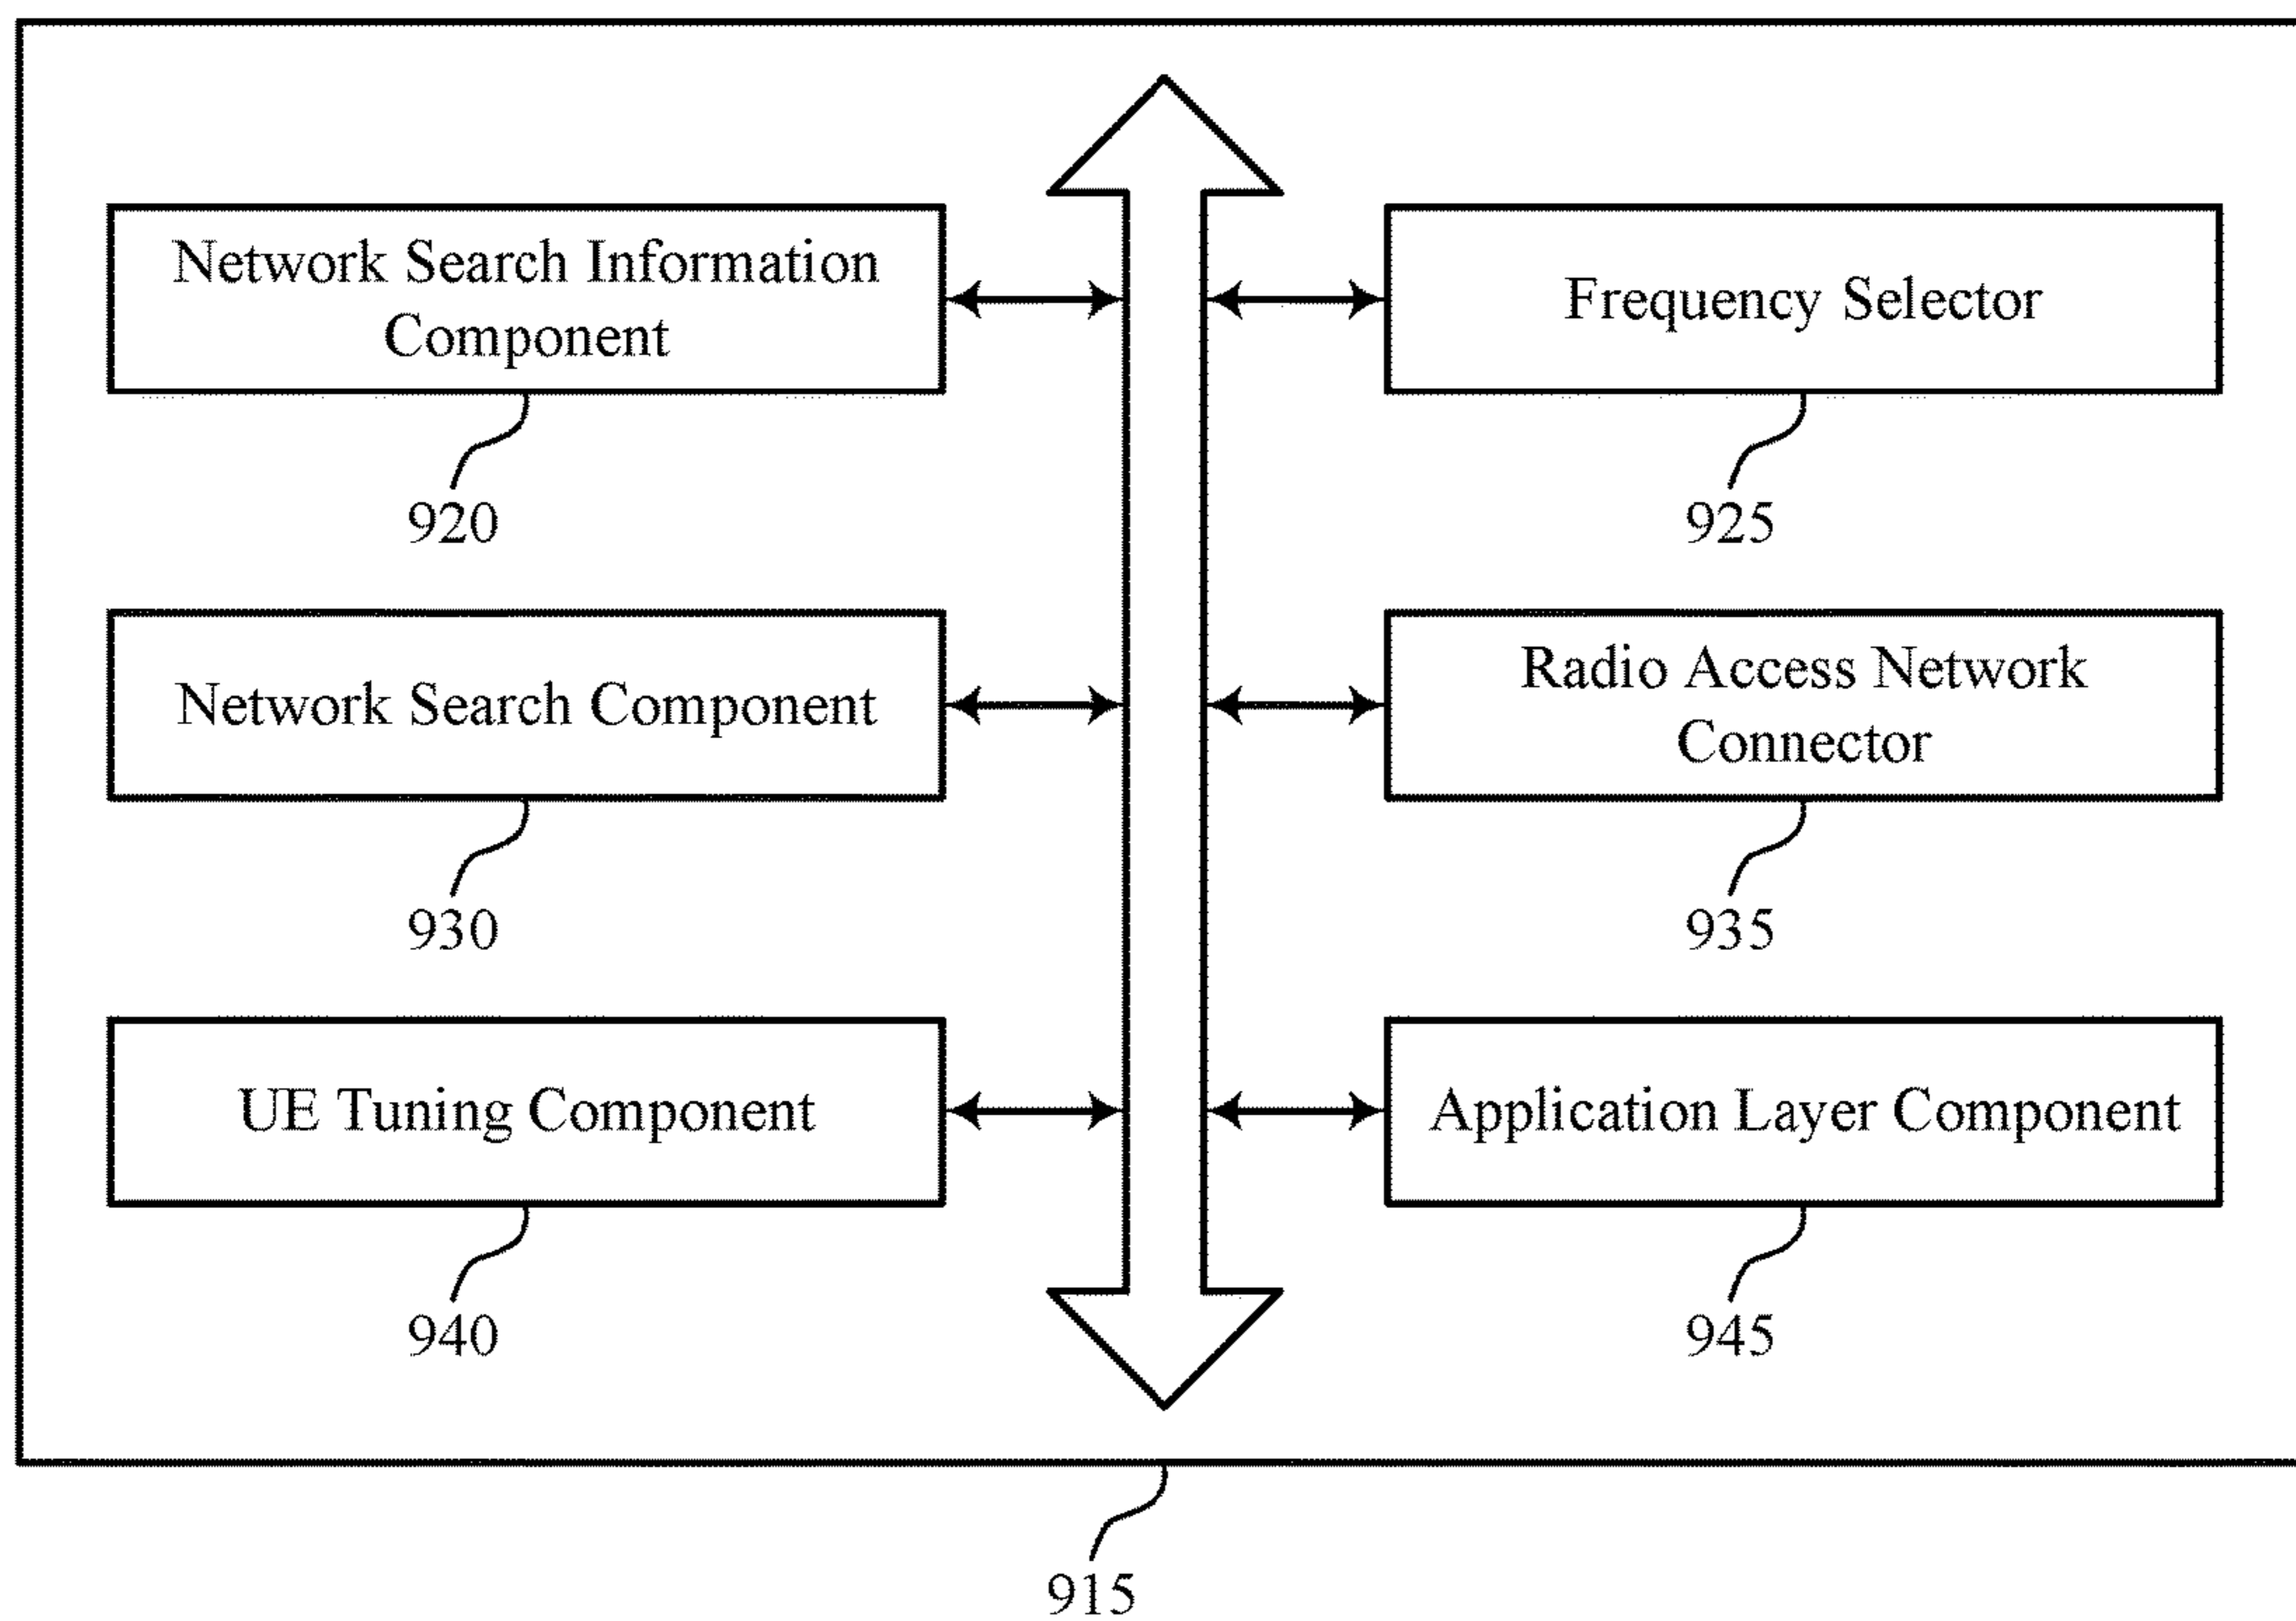 Network Search Information
Component
920
Frequency Selector
925
Network Search Component
930
Radio Access Network
Connector
935
UE Tuning Component
940
Application Layer Component
945
915